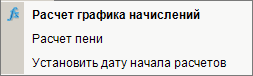 Расчет графика начислений
Расчет пени
Установить дату начала расчетов